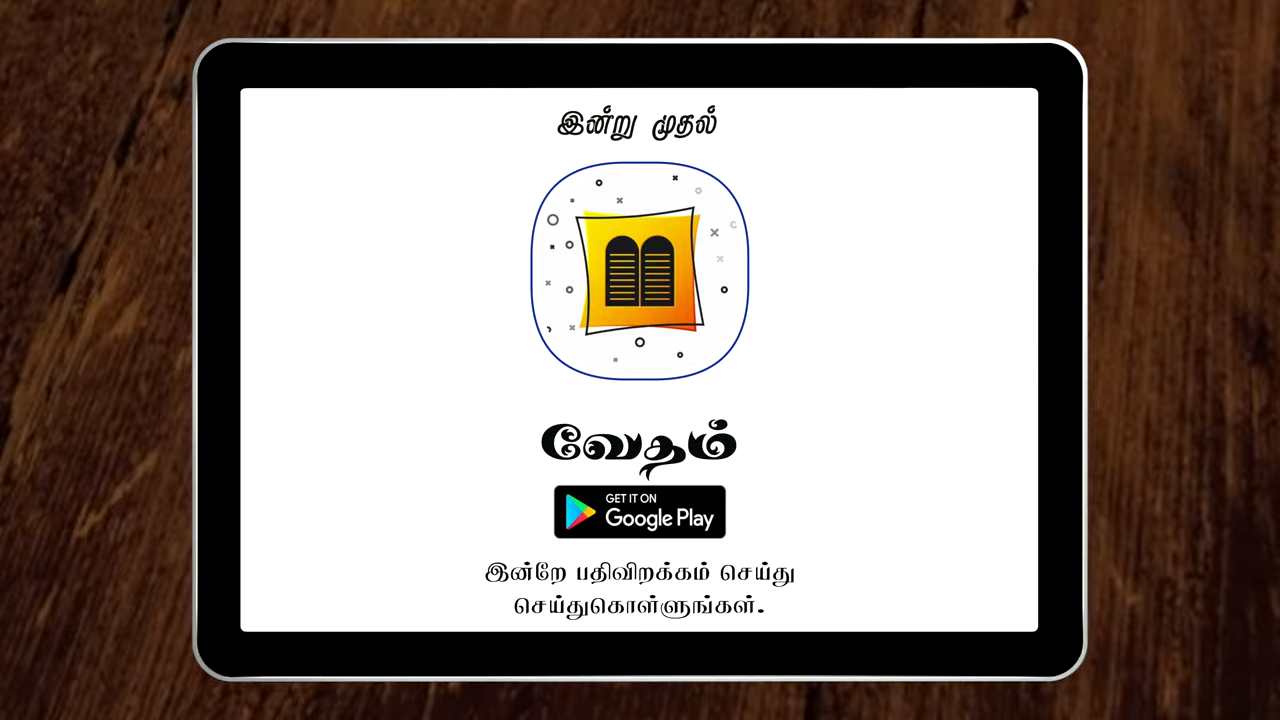 இன்று முதல்
வேதம்
GET IT ON
Google Play
இன்றே பதிவிறக்கம் செய்து
செய்துகொள்ளுங்கள்.